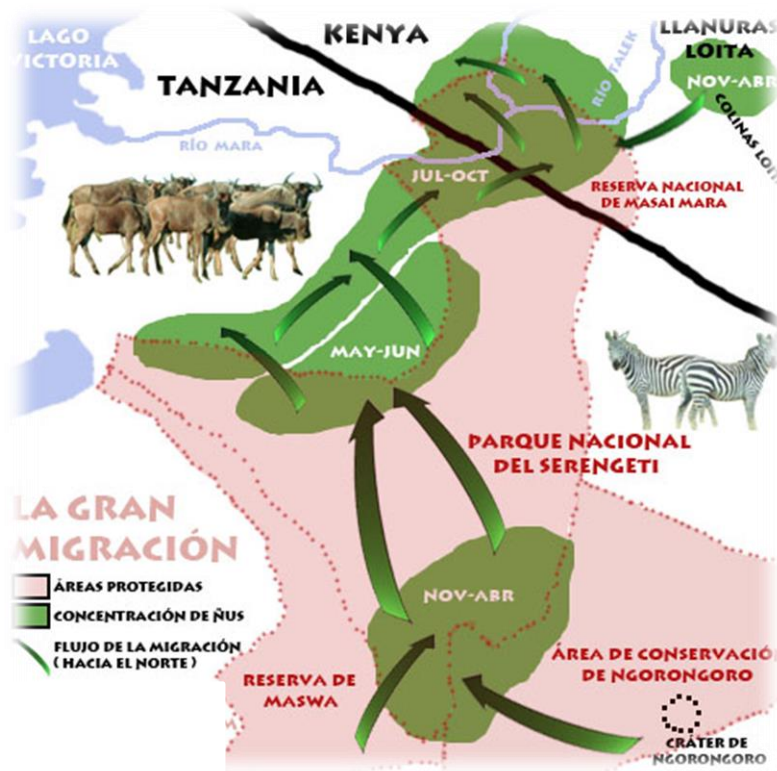 LAGO
VICTORIA
KENYA
LLANURAS
LOITA
NOV-ABR
COLINAS LOITA
TANZANIA
RÍO TALEK
RÍO MARA
JUL-OCT
RESERVA NACIONAL
DE MASAI MARA
MAY-JUN
PARQUE NACIONAL
DEL SERENGETI
LA GRAN
MIGRACIÓN
ÁREAS PROTEGIDAS
CONCENTRACIÓN DE ÑUS
FLUJO DE LA MIGRACIÓN
( HACIA EL NORTE )
NOV-ABR
RESERVA DE
MASWA
ÁREA DE CONSERVACIÓN
DE NGORONGORO
CRÁTER DE
NGORONGORO